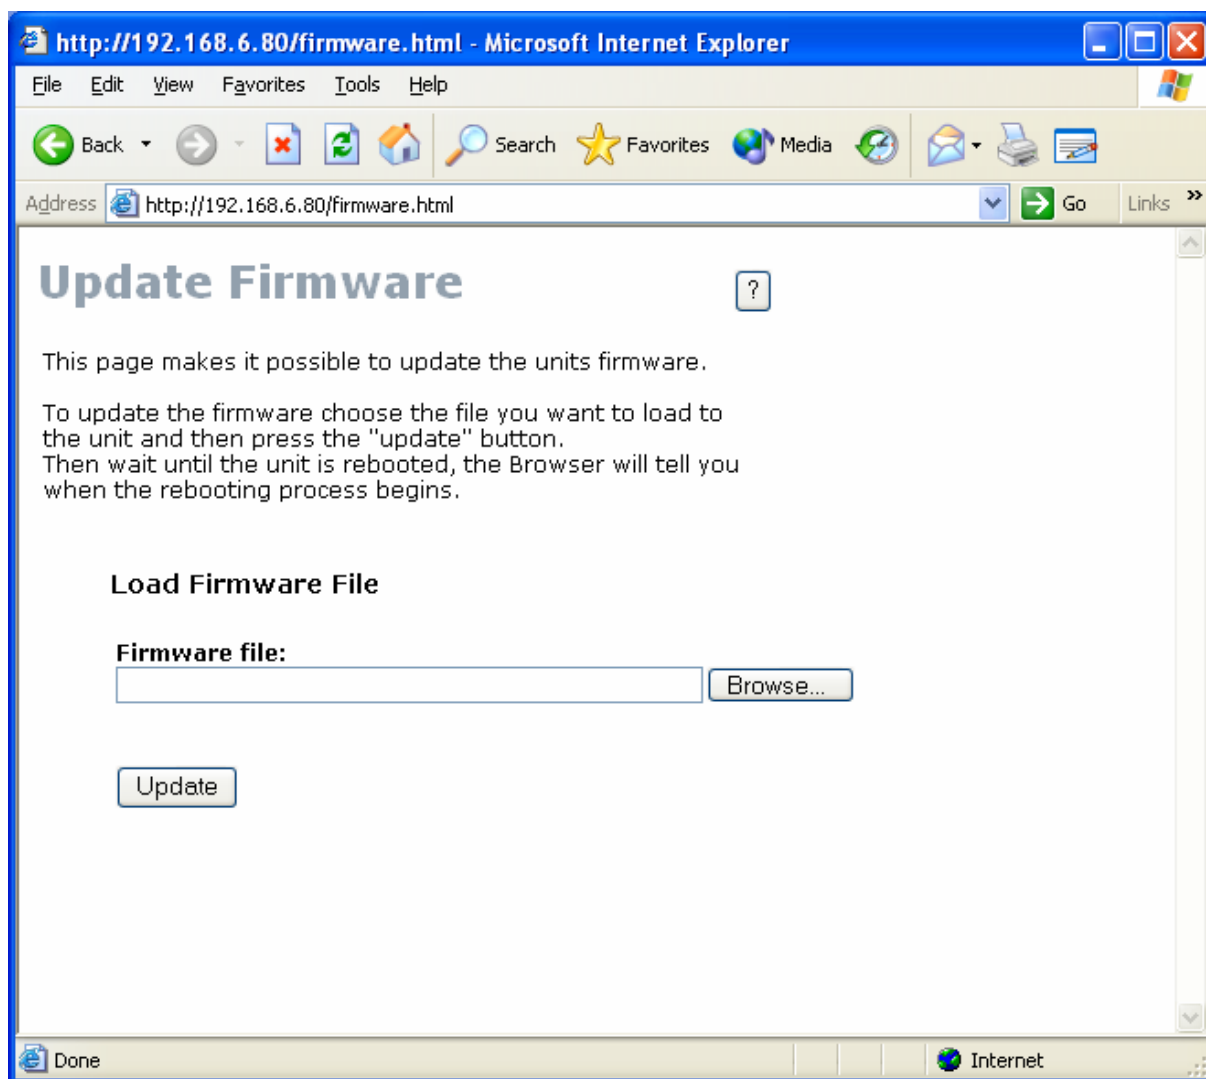 http://192.168.6.80/firmware.html - Microsoft Internet Explorer
File Edit View Favorites Tools Help
Back Search Favorites Media
Address http://192.168.6.80/firmware.html Go Links »
Update Firmware ?
This page makes it possible to update the units firmware.
To update the firmware choose the file you want to load to
the unit and then press the "update" button.
Then wait until the unit is rebooted, the Browser will tell you
when the rebooting process begins.
Load Firmware File
Firmware file:
Browse...
Update
Done Internet